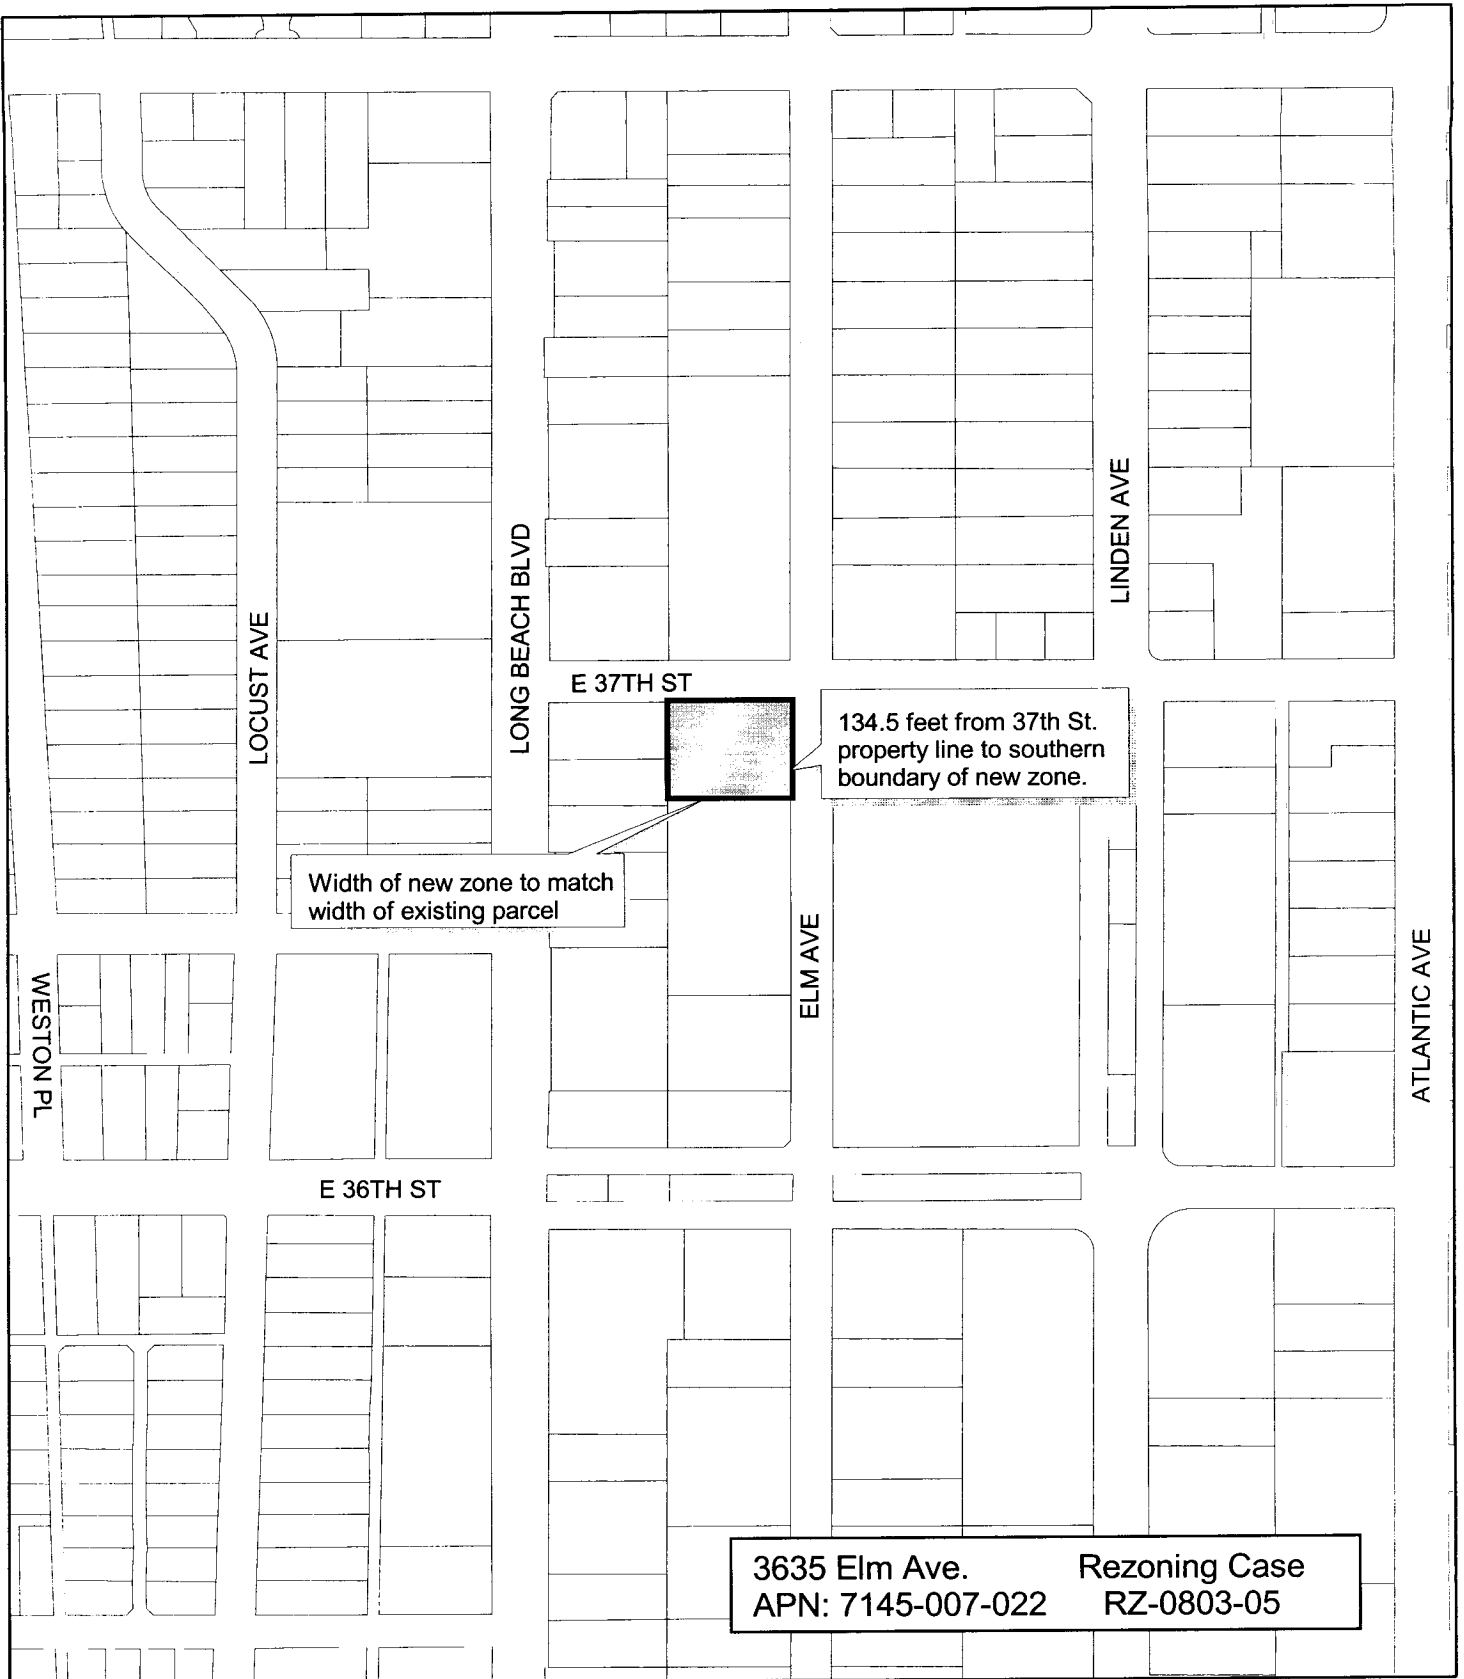 LINDEN AVE
LONG BEACH BLVD
LOCUST AVE
E 37TH ST
134.5 feet from 37th St.
property line to southern
boundary of new zone.
Width of new zone to match
width of existing parcel
ELM AVE
ATLANTIC AVE
WESTON PL
E 36TH ST
3635 Elm Ave. Rezoning Case
APN: 7145-007-022 RZ-0803-05